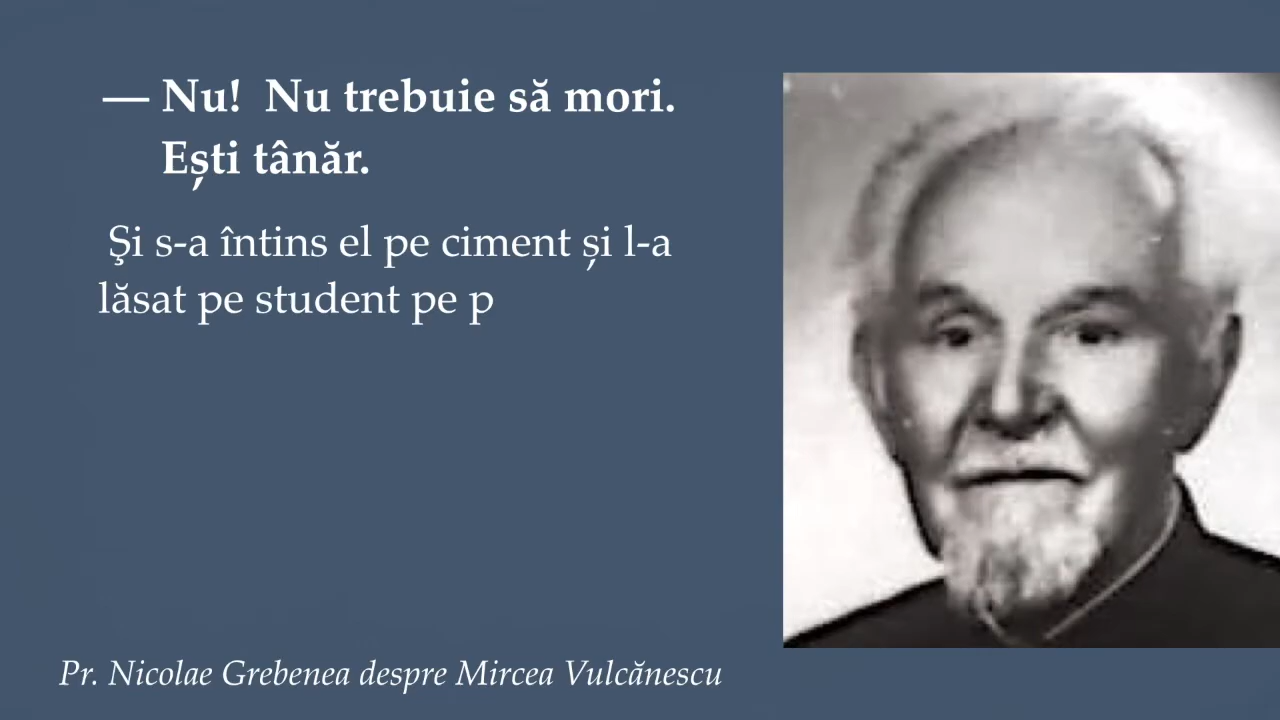 — Nu! Nu trebuie să mori.
Ești tânăr.
Şi s-a întins el pe ciment și l-a
lăsat pe student pe p
Pr. Nicolae Grebenea despre Mircea Vulcănescu